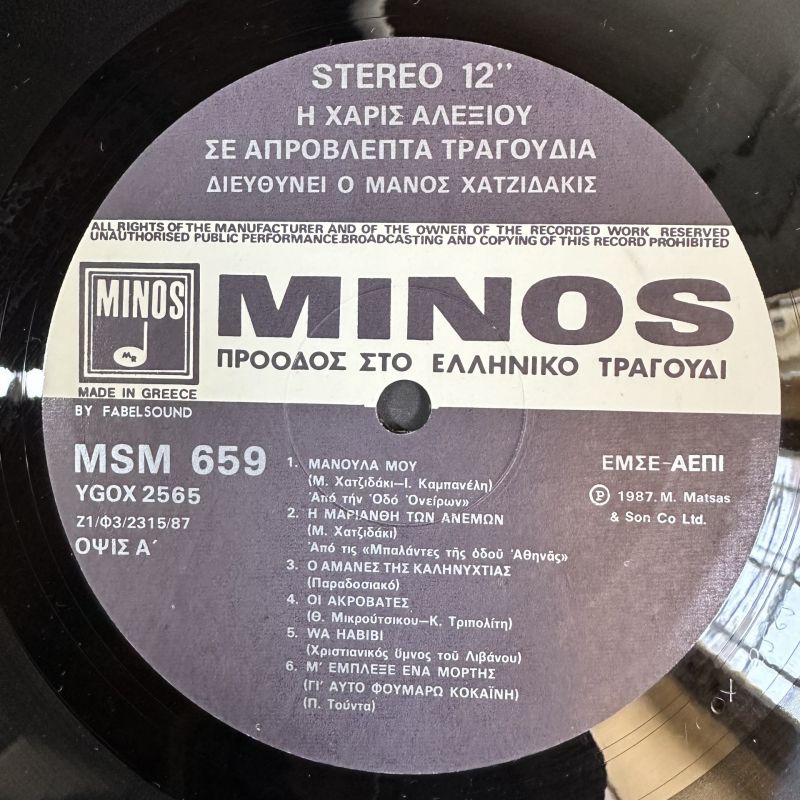 STEREO 12''
Η ΧΑΡΙΣ ΑΛΕΞΙΟΥ
ΣΕ ΑΠΡΟΒΛΕΠΤΑ ΤΡΑΓΟΥΔΙΑ
ΔΙΕΥΘΥΝΕΙ Ο ΜΑΝΟΣ ΧΑΤΖΙΔΑΚΙΣ
ALL RIGHTS OF THE MANUFACTURER AND OF THE OWNER OF THE RECORDED WORK RESERVED
UNAUTHORISED PUBLIC PERFORMANCE.BROADCASTING AND COPYING OF THIS RECORD PROHIBITED
MINOS
MR
MINOS
ΠΡΟΟΔΟΣ ΣΤΟ ΕΛΛΗΝΙΚΟ ΤΡΑΓΟΥΔΙ
MADE IN GREECE
BY FABELSOUND
MSM 659
YGOX 2565
Ζ1/Φ3/2315/87
ΟΨΙΣ Α΄
1. ΜΑΝΟΥΛΑ ΜΟΥ
(Μ. Χατζιδάκι–Ι. Καμπανέλη)
Ἀπό τήν Ὁδό Ὀνείρων»
2. Η ΜΑΡΙΑΝΘΗ ΤΩΝ ΑΝΕΜΩΝ
(Μ. Χατζιδάκι)
Ἀπό τις «Μπαλάντες τῆς ὁδοῦ Ἀθηνᾶς»
3. Ο ΑΜΑΝΕΣ ΤΗΣ ΚΑΛΗΝΥΧΤΙΑΣ
(Παραδοσιακό)
4. ΟΙ ΑΚΡΟΒΑΤΕΣ
(Θ. Μικρούτσικου–Κ. Τριπολίτη)
5. WA HABIBI
(Χριστιανικός ὕμνος τοῦ Λιβάνου)
6. Μ' ΕΜΠΛΕΞΕ ΕΝΑ ΜΟΡΤΗΣ
(ΓΙ' ΑΥΤΟ ΦΟΥΜΑΡΩ ΚΟΚΑΪΝΗ)
(Π. Τούντα)
ΕΜΣΕ–ΑΕΠΙ
Ⓟ 1987. M. Matsas
& Son Co Ltd.